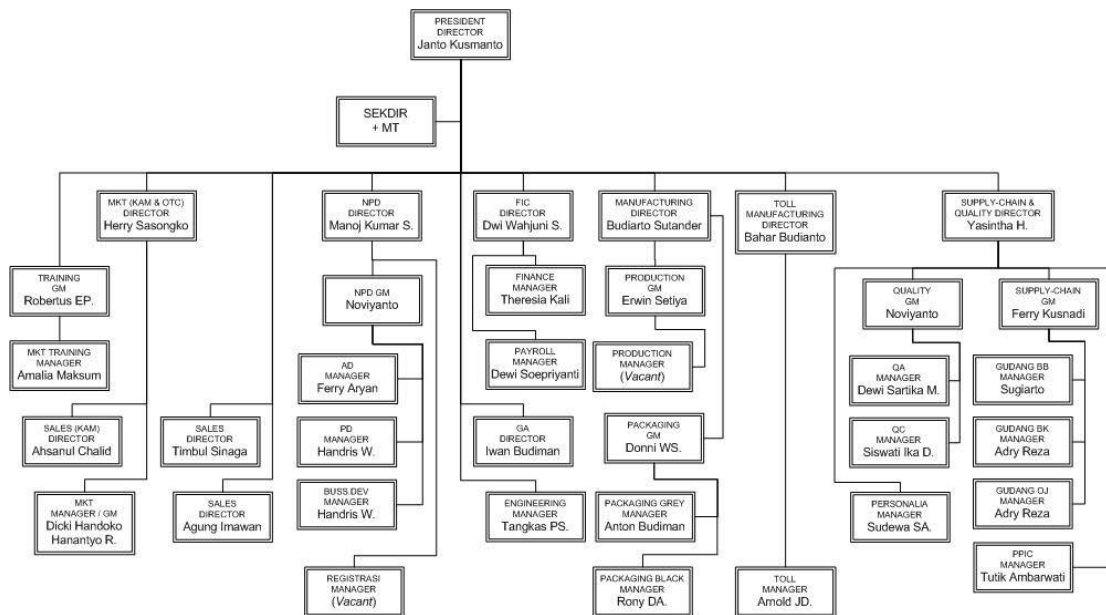 PRESIDENT
DIRECTOR
Janto Kusmanto
SEKDIR
+ MT
MKT (KAM & OTC)
DIRECTOR
Herry Sasongko
NPD
DIRECTOR
Manoj Kumar S.
FIC
DIRECTOR
Dwi Wahjuni S.
MANUFACTURING
DIRECTOR
Budiarto Sutander
TOLL
MANUFACTURING
DIRECTOR
Bahar Budianto
SUPPLY-CHAIN &
QUALITY DIRECTOR
Yasintha H.
TRAINING
GM
Robertus EP.
NPD GM
Noviyanto
FINANCE
MANAGER
Theresia Kali
PRODUCTION
GM
Erwin Setiya
QUALITY
GM
Noviyanto
SUPPLY-CHAIN
GM
Ferry Kusnadi
MKT TRAINING
MANAGER
Amalia Maksum
AD
MANAGER
Ferry Aryan
PAYROLL
MANAGER
Dewi Soepriyanti
PRODUCTION
MANAGER
(Vacant)
QA
MANAGER
Dewi Sartika M.
GUDANG BB
MANAGER
Sugiarto
SALES (KAM)
DIRECTOR
Ahsanul Chalid
SALES
DIRECTOR
Timbul Sinaga
PD
MANAGER
Handris W.
GA
DIRECTOR
Iwan Budiman
PACKAGING
GM
Donni WS.
QC
MANAGER
Siswati Ika D.
GUDANG BK
MANAGER
Adry Reza
MKT
MANAGER / GM
Dicki Handoko
Hanantyo R.
SALES
DIRECTOR
Agung Imawan
BUSS.DEV
MANAGER
Handris W.
ENGINEERING
MANAGER
Tangkas PS.
PACKAGING GREY
MANAGER
Anton Budiman
PERSONALIA
MANAGER
Sudewa SA.
GUDANG OJ
MANAGER
Adry Reza
REGISTRASI
MANAGER
(Vacant)
PACKAGING BLACK
MANAGER
Rony DA.
TOLL
MANAGER
Arnold JD.
PPIC
MANAGER
Tutik Ambarwati